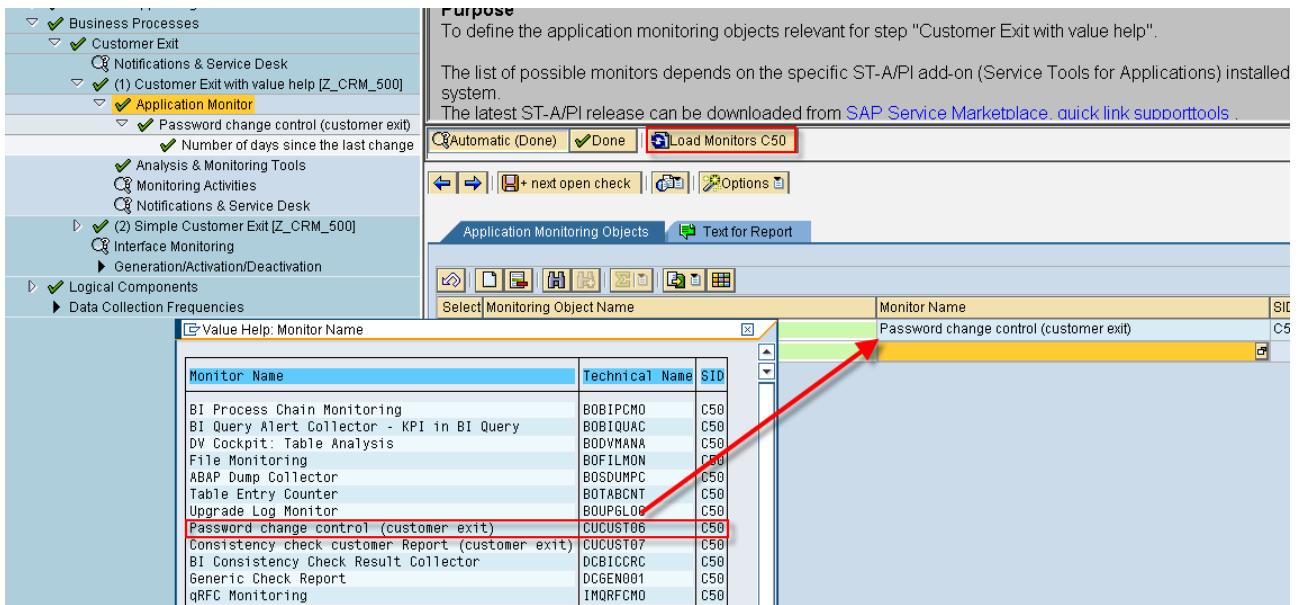 Business Processes
Customer Exit
Notifications & Service Desk
(1) Customer Exit with value help [Z_CRM_500]
Application Monitor
Password change control (customer exit)
Number of days since the last change
Analysis & Monitoring Tools
Monitoring Activities
Notifications & Service Desk
(2) Simple Customer Exit [Z_CRM_500]
Interface Monitoring
Generation/Activation/Deactivation
Logical Components
Data Collection Frequencies
Purpose
To define the application monitoring objects relevant for step "Customer Exit with value help".
The list of possible monitors depends on the specific ST-A/PI add-on (Service Tools for Applications) installed
system.
The latest ST-A/PI release can be downloaded from SAP Service Marketplace, quick link supporttools .
Automatic (Done) Done Load Monitors C50
+ next open check Options
Application Monitoring Objects Text for Report
Select Monitoring Object Name Monitor Name SID
Password change control (customer exit) C5
Value Help: Monitor Name
Monitor Name Technical Name SID
BI Process Chain Monitoring BOBIPCMO C50
BI Query Alert Collector - KPI in BI Query BOBIQUAC C50
DV Cockpit: Table Analysis BODVMANA C50
File Monitoring BOFILMON C50
ABAP Dump Collector BOSDUMPC C50
Table Entry Counter BOTABCNT C50
Upgrade Log Monitor BOUPGLOG C50
Password change control (customer exit) CUCUST06 C50
Consistency check customer Report (customer exit) CUCUST07 C50
BI Consistency Check Result Collector DCBICCRC C50
Generic Check Report DCGEN001 C50
qRFC Monitoring IMQRFCMO C50